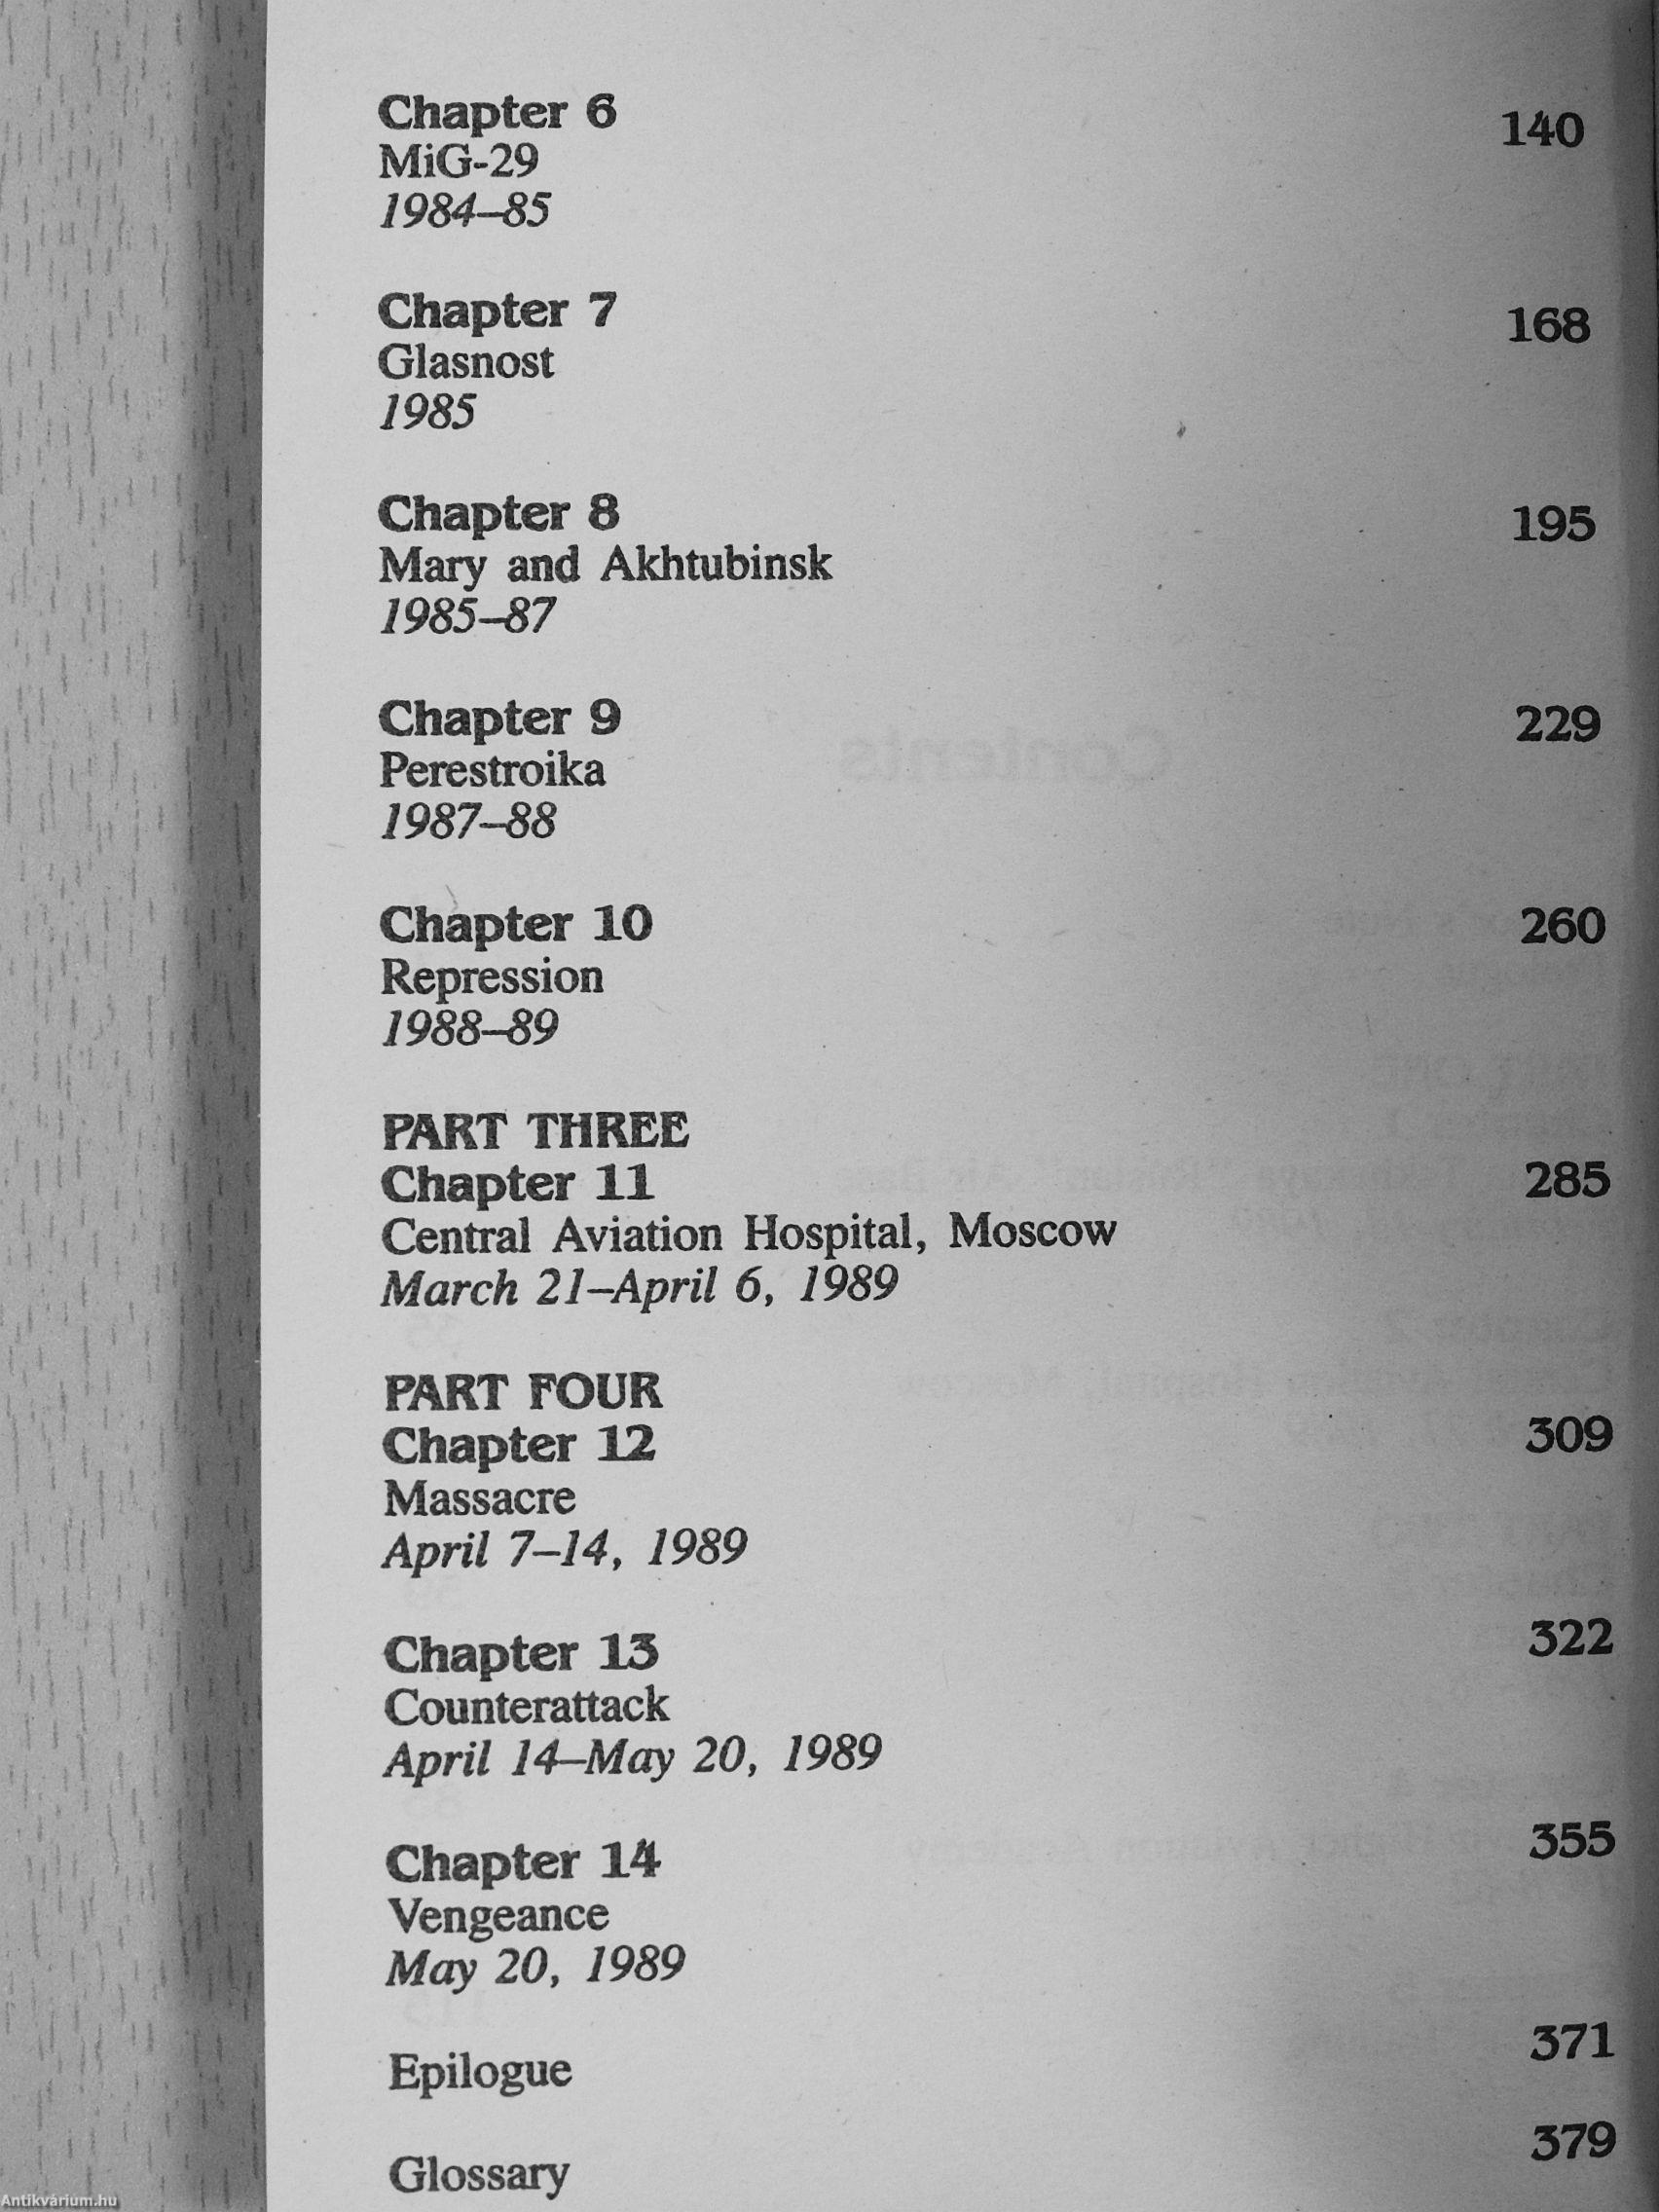 Chapter 6 140
MiG-29
1984–85
Chapter 7 168
Glasnost
1985
Chapter 8 195
Mary and Akhtubinsk
1985–87
Chapter 9 229
Perestroika
1987–88
Chapter 10 260
Repression
1988–89
PART THREE
Chapter 11 285
Central Aviation Hospital, Moscow
March 21–April 6, 1989
PART FOUR
Chapter 12 309
Massacre
April 7–14, 1989
Chapter 13 322
Counterattack
April 14–May 20, 1989
Chapter 14 355
Vengeance
May 20, 1989
Epilogue 371
Glossary 379
Antikvárium.hu